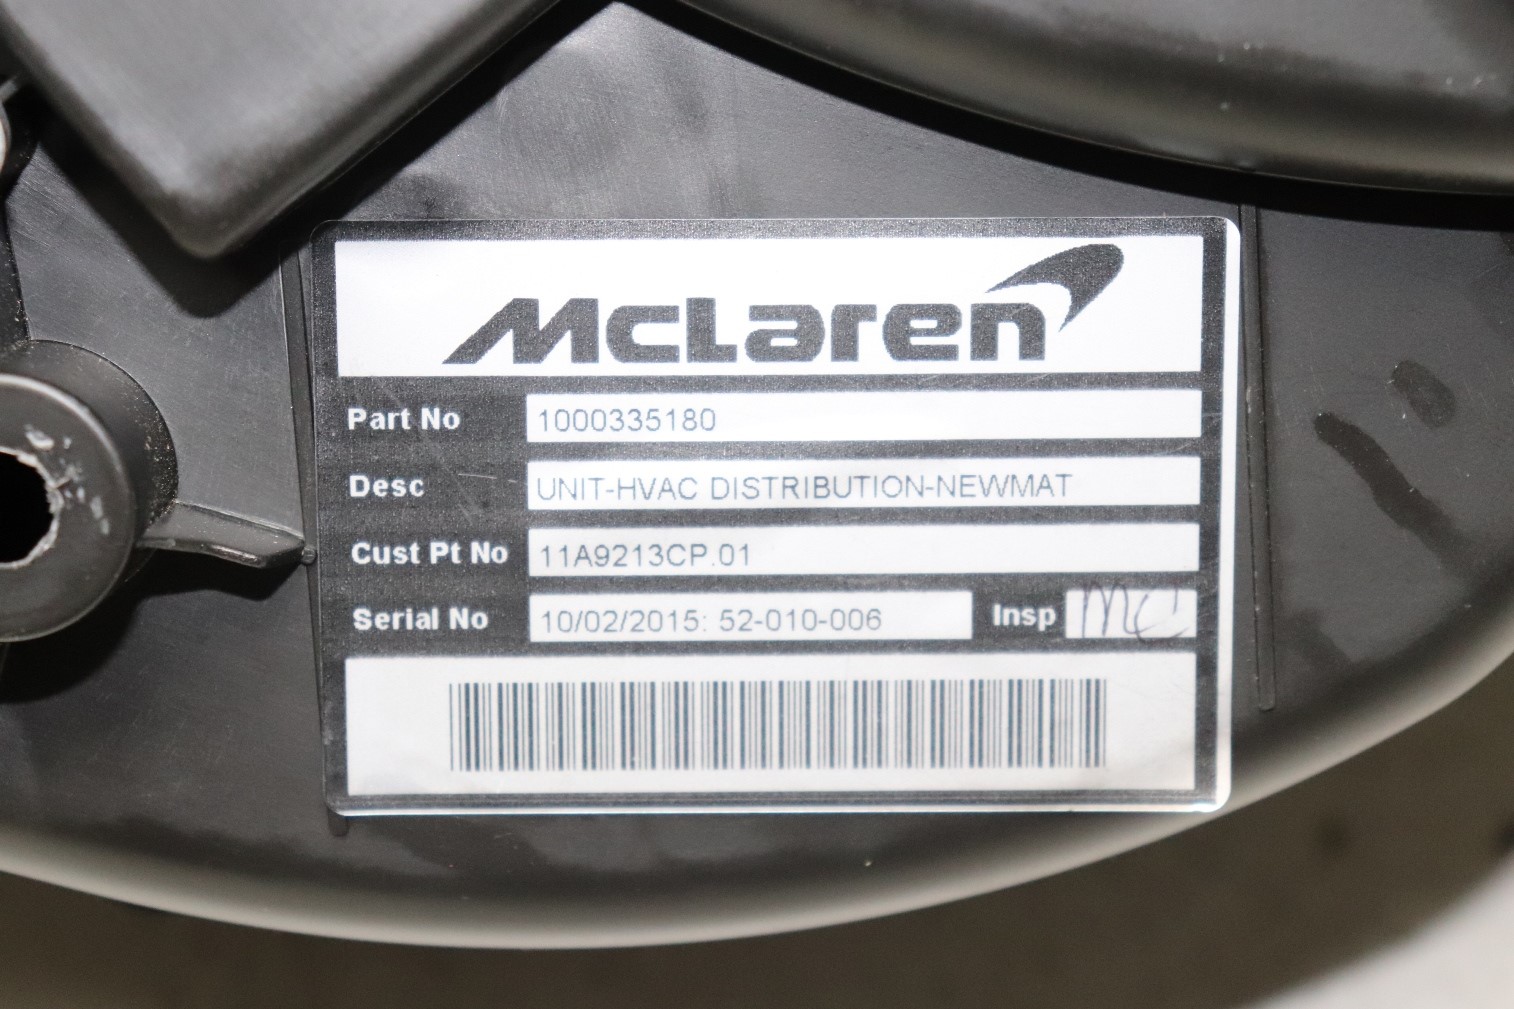 McLaren
Part No 1000335180
Desc UNIT-HVAC DISTRIBUTION-NEWMAT
Cust Pt No 11A9213CP.01
Serial No 10/02/2015: 52-010-006 Insp